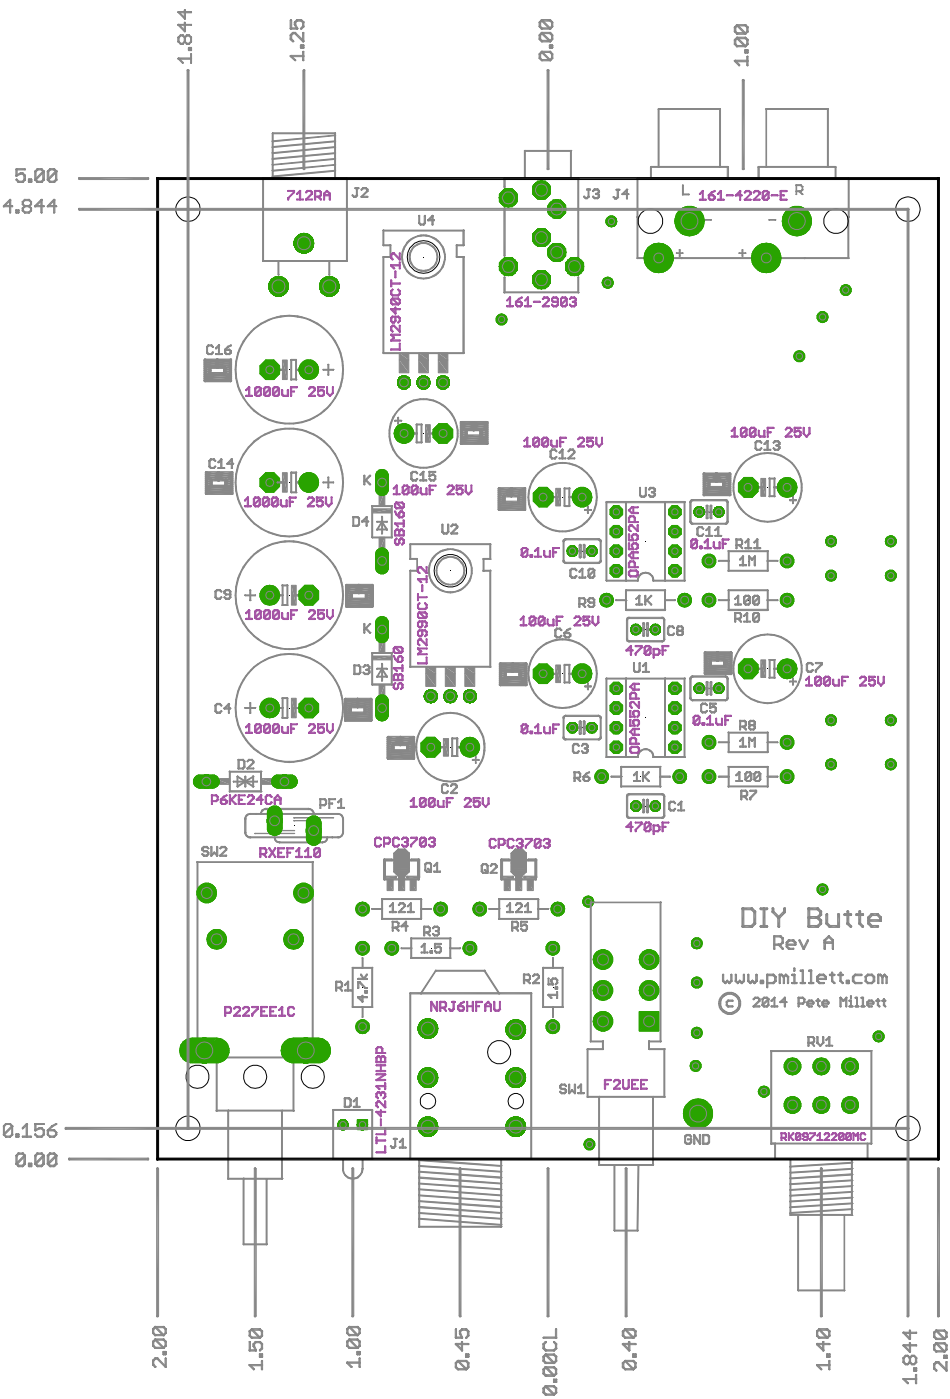 1.844
1.25
0.00
1.00
5.00
4.844
712RA
J2
J3
J4
L
161-4220-E
R
-
-
+
+
U4
LM2940CT-12
161-2903
C16
+
1000uF 25V
+
C15
100uF 25V
C14
+
1000uF 25V
K
D4
SB160
100uF 25V
C12
+
100uF 25V
C13
+
U3
OPA552PA
C11
0.1uF
0.1uF
C10
R11
1M
U2
LM2990CT-12
C9
+
1000uF 25V
R9
1K
100
R10
C8
470pF
K
D3
SB160
100uF 25V
C6
+
U1
OPA552PA
C7
+
100uF 25V
C5
0.1uF
C4
+
1000uF 25V
0.1uF
C3
R8
1M
+
C2
100uF 25V
R6
1K
100
R7
C1
470pF
D2
P6KE24CA
PF1
RXEF110
SW2
CPC3703
Q1
CPC3703
Q2
121
R4
121
R5
R3
1.5
R1
4.7k
R2
1.5
DIY Butte
Rev A
www.pmillett.com
© 2014 Pete Millett
P227EE1C
NRJ6HFAU
RV1
F2UEE
SW1
D1
LTL-4231NHBP
J1
GND
RK09712200MC
0.156
0.00
2.00
1.50
1.00
0.45
0.00CL
0.40
1.40
1.844
2.00